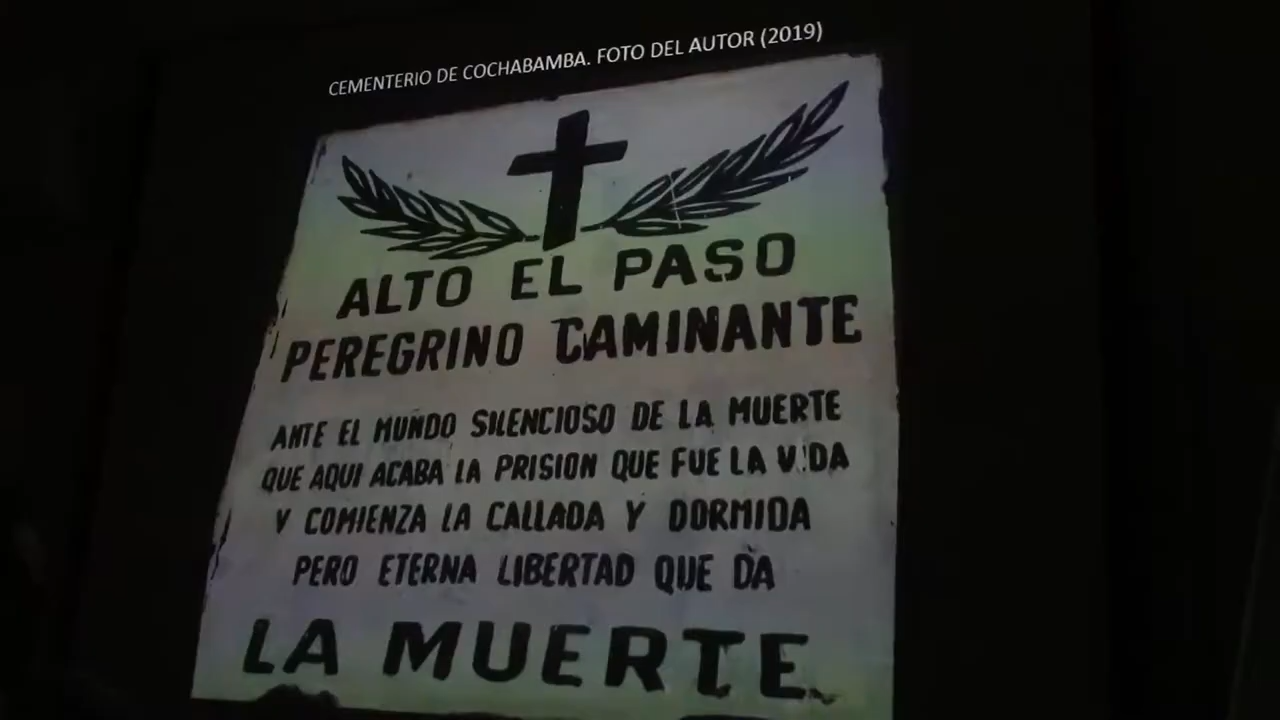 CEMENTERIO DE COCHABAMBA. FOTO DEL AUTOR (2019)
ALTO EL PASO
PEREGRINO CAMINANTE
ANTE EL MUNDO SILENCIOSO DE LA MUERTE
QUE AQUI ACABA LA PRISION QUE FUE LA VIDA
Y COMIENZA LA CALLADA Y DORMIDA
PERO ETERNA LIBERTAD QUE DA
LA MUERTE